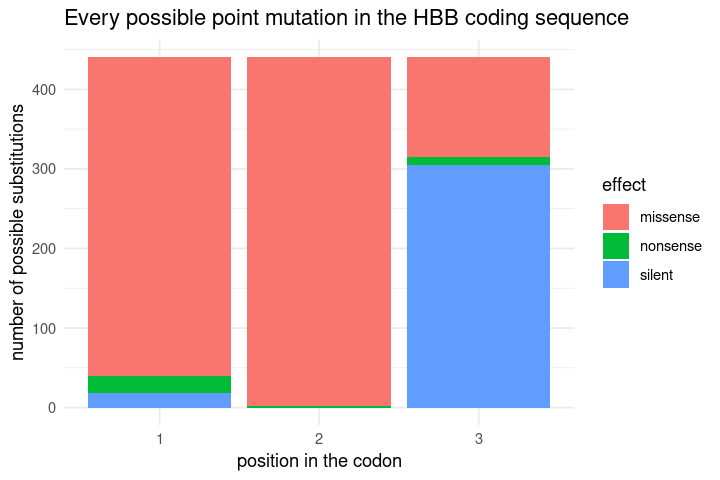 Every possible point mutation in the HBB coding sequence
number of possible substitutions
400
300
200
100
0
1
2
3
position in the codon
effect
missense
nonsense
silent